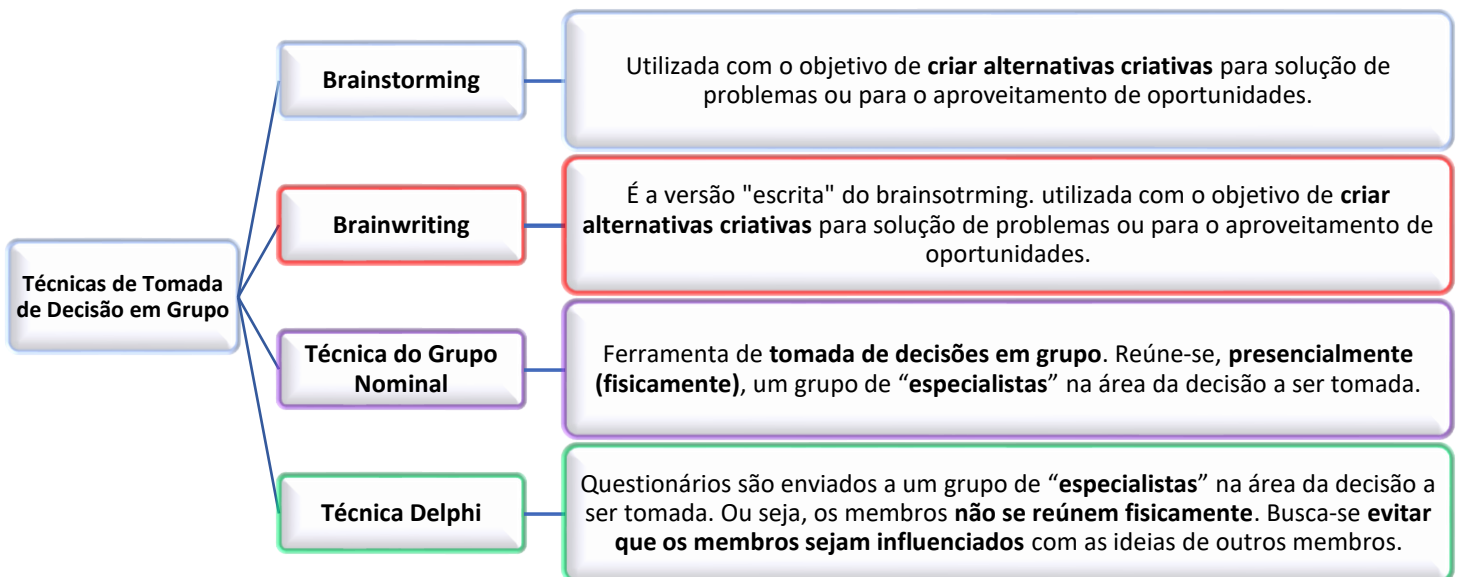 Técnicas de Tomada
de Decisão em Grupo
Brainstorming
Utilizada com o objetivo de criar alternativas criativas para solução de
problemas ou para o aproveitamento de oportunidades.
Brainwriting
É a versão "escrita" do brainsotrming. utilizada com o objetivo de criar
alternativas criativas para solução de problemas ou para o aproveitamento de
oportunidades.
Técnica do Grupo
Nominal
Ferramenta de tomada de decisões em grupo. Reúne-se, presencialmente
(fisicamente), um grupo de “especialistas” na área da decisão a ser tomada.
Técnica Delphi
Questionários são enviados a um grupo de “especialistas” na área da decisão a
ser tomada. Ou seja, os membros não se reúnem fisicamente. Busca-se evitar
que os membros sejam influenciados com as ideias de outros membros.